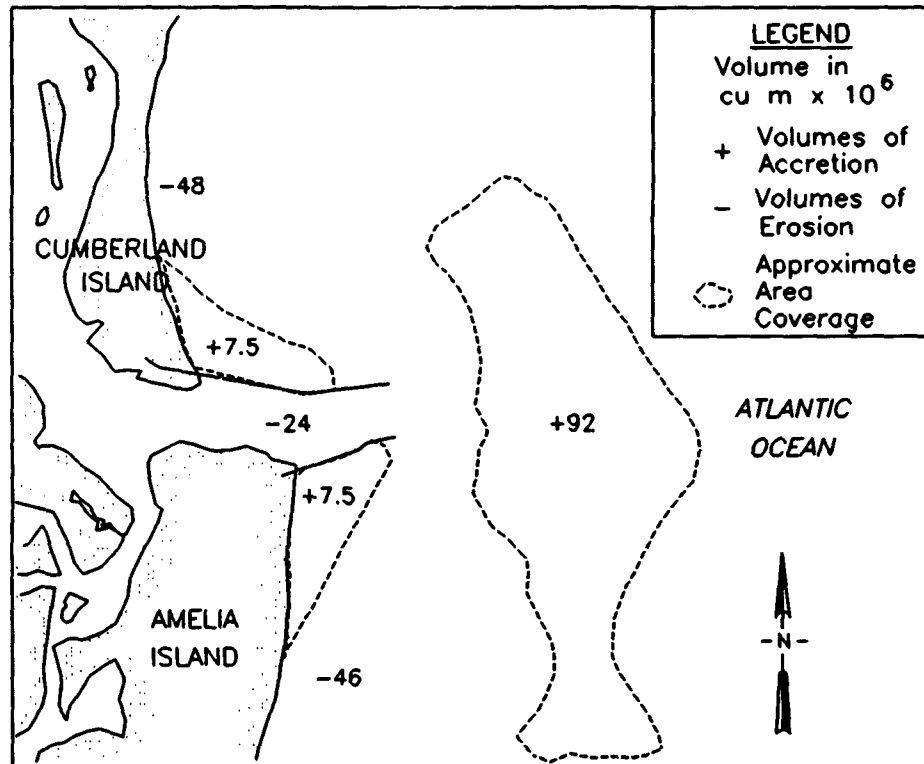 LEGEND
Volume in
cu m x 10⁶
+ Volumes of
Accretion
– Volumes of
Erosion
Approximate
Area
Coverage
-48
CUMBERLAND
ISLAND
+7.5
-24
+92
ATLANTIC
OCEAN
+7.5
AMELIA
ISLAND
-46
-N-